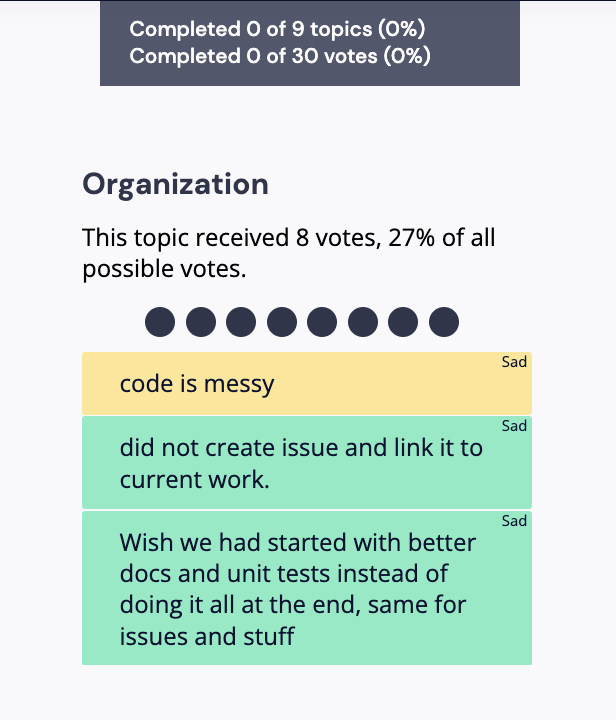 Completed 0 of 9 topics (0%)
Completed 0 of 30 votes (0%)
Organization
This topic received 8 votes, 27% of all
possible votes.
Sad
code is messy
Sad
did not create issue and link it to
current work.
Sad
Wish we had started with better
docs and unit tests instead of
doing it all at the end, same for
issues and stuff